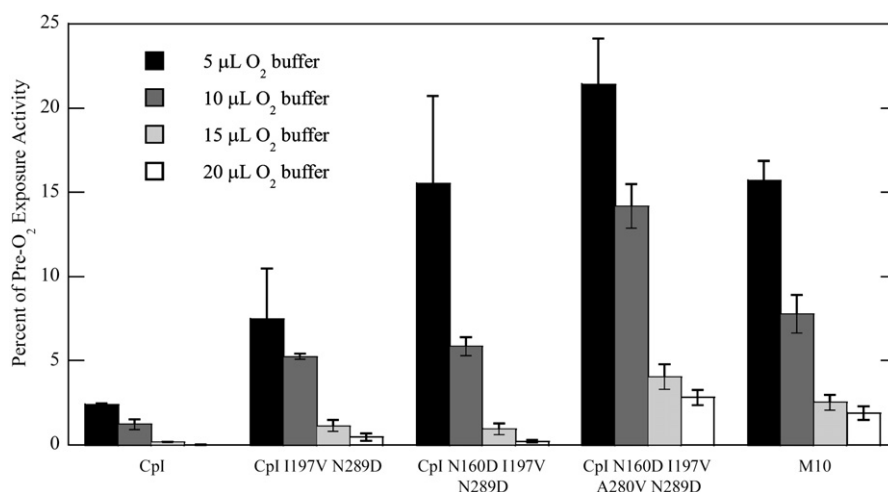 25
20
15
10
5
0
Percent of Pre-O₂ Exposure Activity
5 μL O₂ buffer
10 μL O₂ buffer
15 μL O₂ buffer
20 μL O₂ buffer
CpI
CpI I197V N289D
CpI N160D I197V
N289D
CpI N160D I197V
A280V N289D
M10